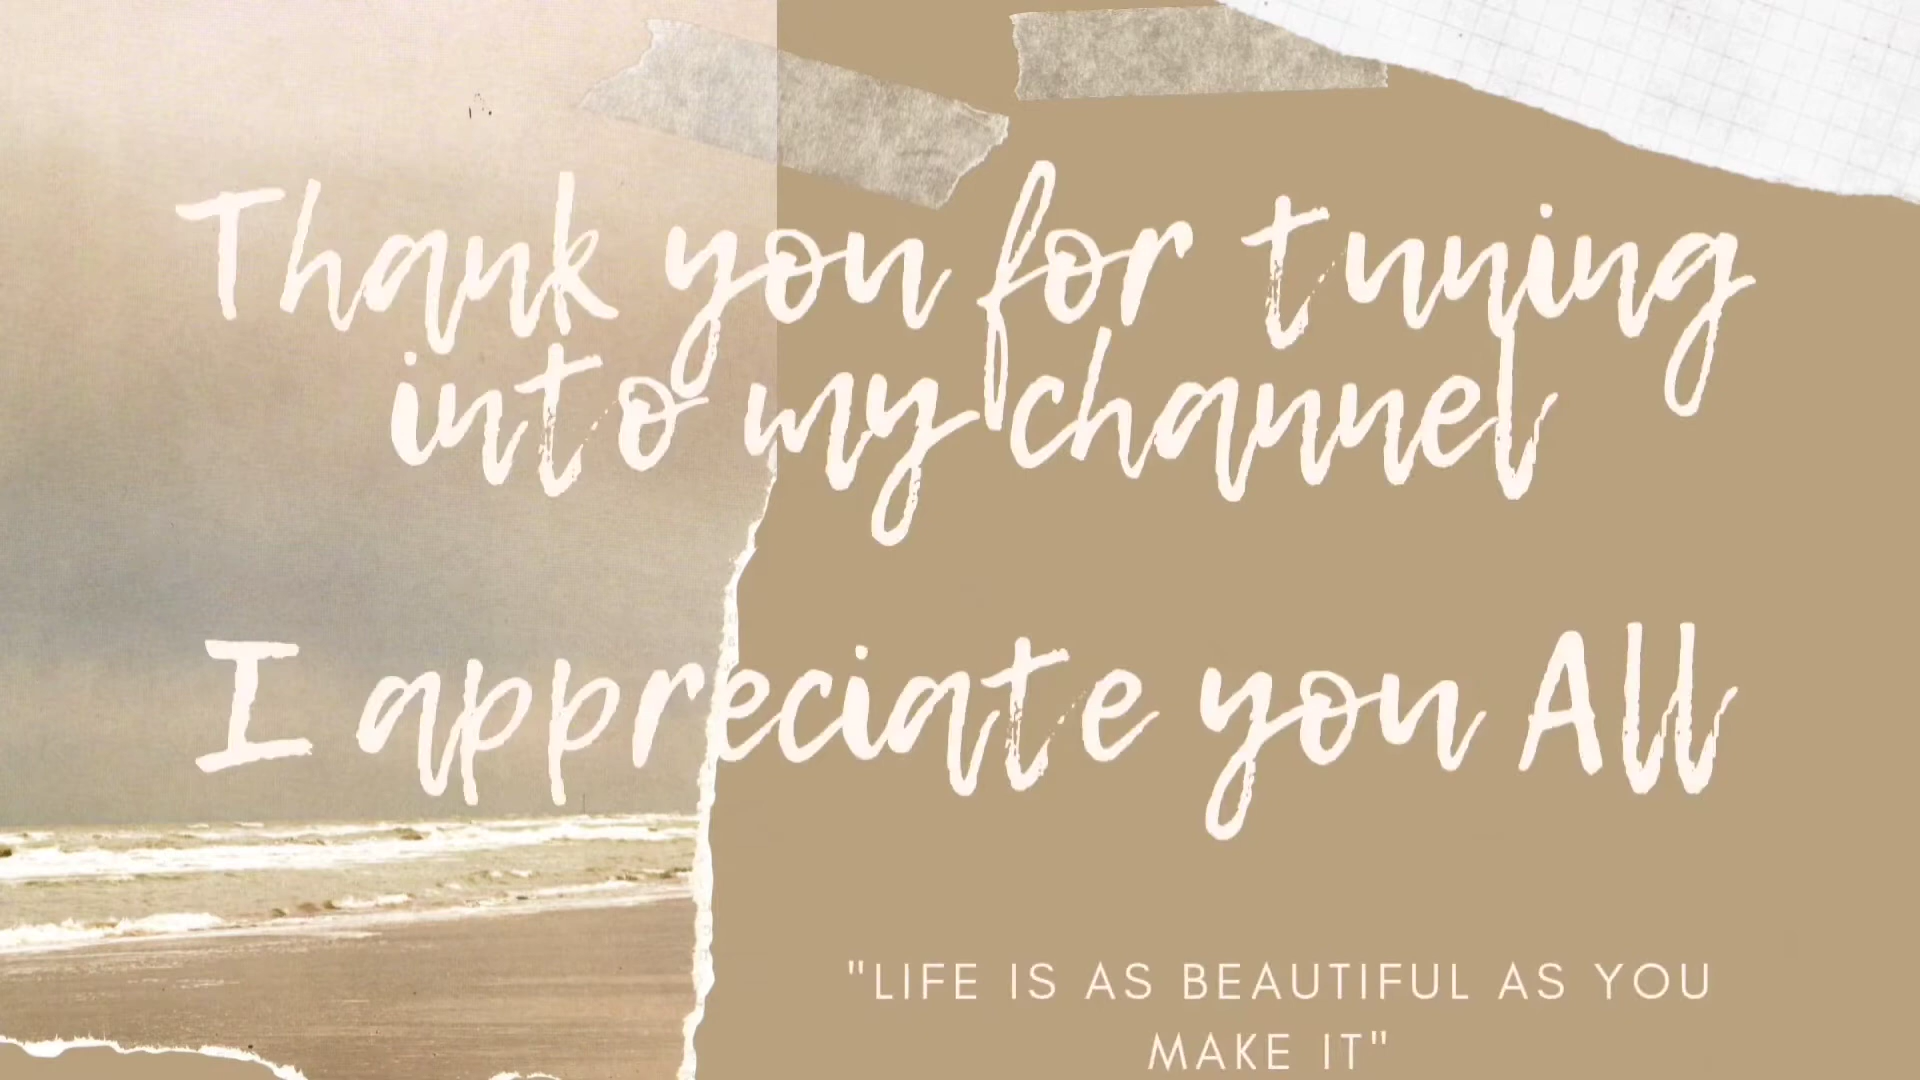 Thank you for tuning
into my channel
I appreciate you All
"LIFE IS AS BEAUTIFUL AS YOU
MAKE IT"